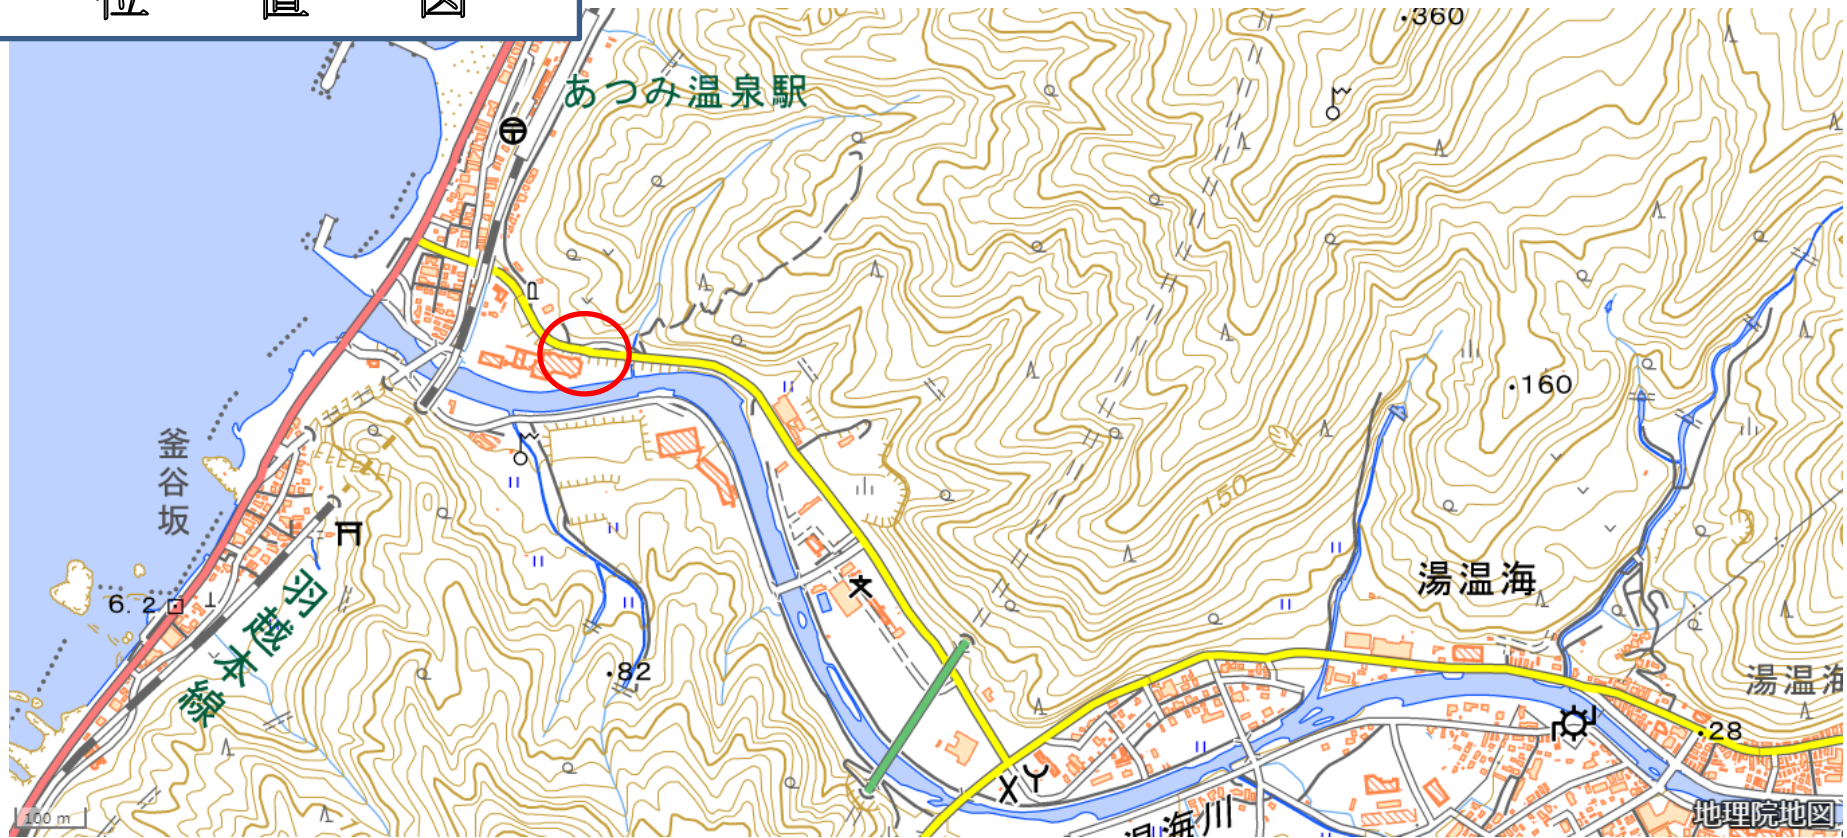 位置図
・360
100
あつみ温泉駅
・160
釜谷坂
150
湯温海
6.2
羽越本線
・82
湯温海
・28
温海川
100 m
地理院地図